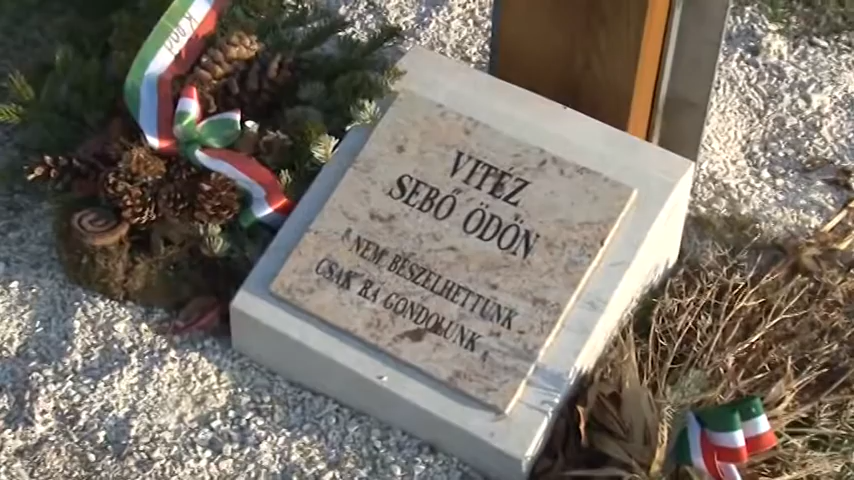 VITÉZ
SEBŐ ÖDÖN
NEM BESZÉLHETTÜNK
CSAK RÁ GONDOLUNK